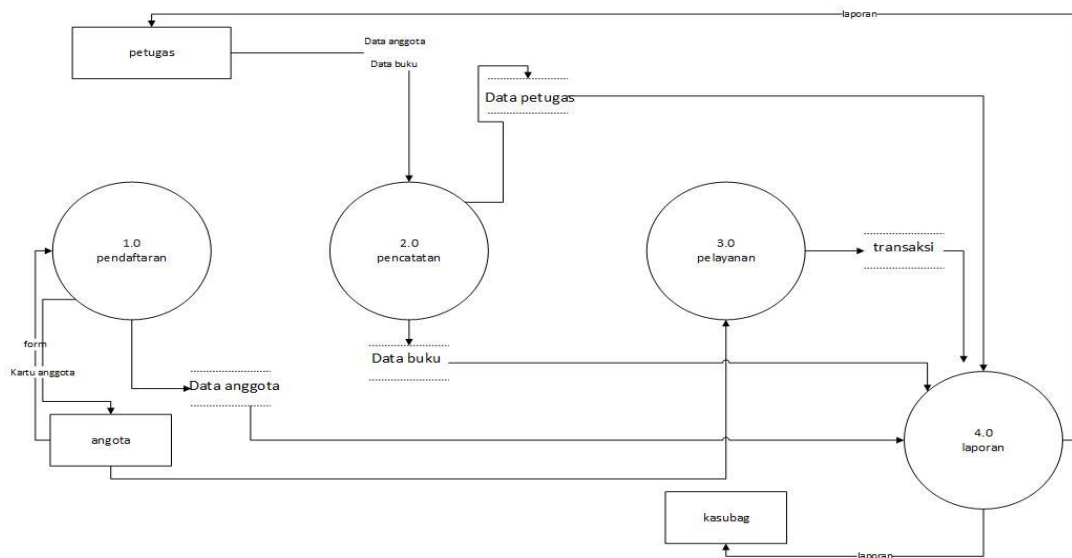 laporan
petugas
Data anggota
Data buku
Data petugas
1.0
pendaftaran
2.0
pencatatan
3.0
pelayanan
transaksi
form
Kartu anggota
Data buku
Data anggota
angota
4.0
laporan
kasubag
laporan